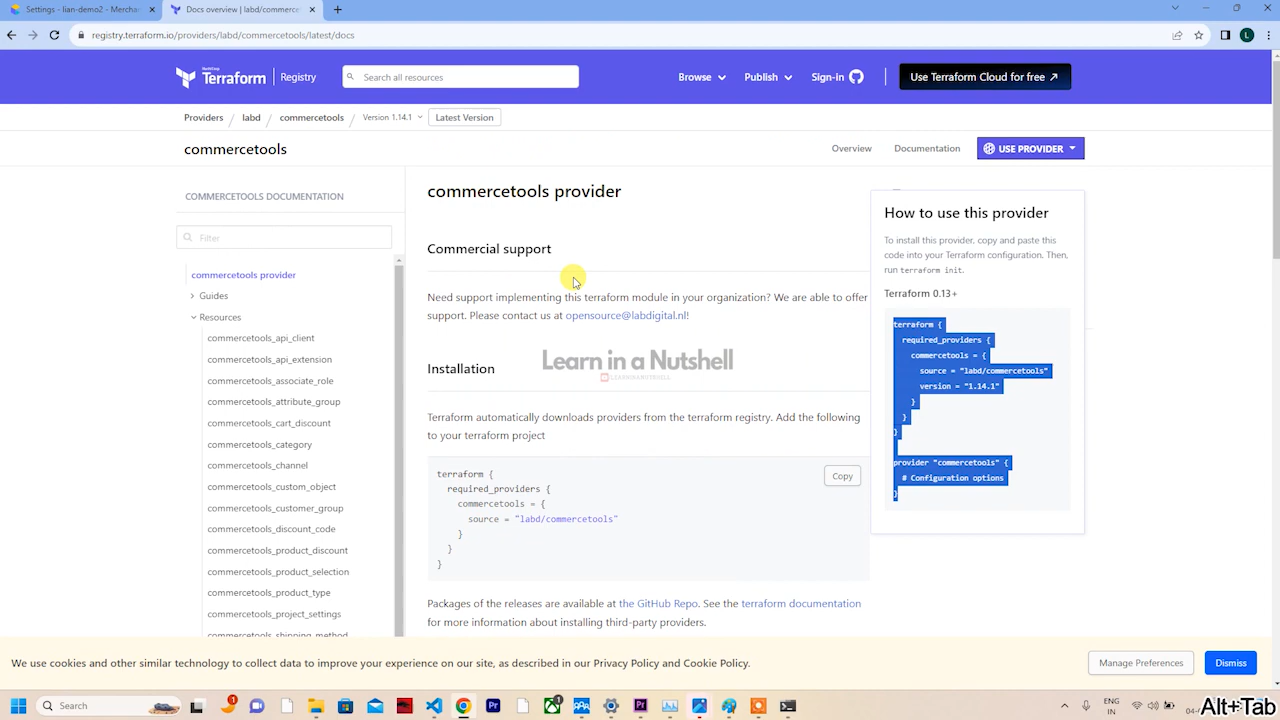 Settings - lian-demo2 - Merchan
Docs overview | labd/commerce
registry.terraform.io/providers/labd/commercetools/latest/docs
HashiCorp
Terraform
Registry
Search all resources
Browse
Publish
Sign-in
Use Terraform Cloud for free
Providers / labd / commercetools / Version 1.14.1
Latest Version
commercetools
Overview
Documentation
USE PROVIDER
COMMERCETOOLS DOCUMENTATION
Filter
commercetools provider
Guides
Resources
commercetools_api_client
commercetools_api_extension
commercetools_associate_role
commercetools_attribute_group
commercetools_cart_discount
commercetools_category
commercetools_channel
commercetools_custom_object
commercetools_customer_group
commercetools_discount_code
commercetools_product_discount
commercetools_product_selection
commercetools_product_type
commercetools_project_settings
commercetools_shipping_method
commercetools provider
Commercial support
Need support implementing this terraform module in your organization? We are able to offer
support. Please contact us at opensource@labdigital.nl!
Learn in a Nutshell
Installation
Terraform automatically downloads providers from the terraform registry. Add the following
to your terraform project
Copy
terraform {
required_providers {
commercetools = {
source = "labd/commercetools"
}
}
}
Packages of the releases are available at the GitHub Repo. See the terraform documentation
for more information about installing third-party providers.
How to use this provider
To install this provider, copy and paste this
code into your Terraform configuration. Then,
run terraform init.
Terraform 0.13+
terraform {
required_providers {
commercetools = {
source = "labd/commercetools"
version = "1.14.1"
}
}
}
provider "commercetools" {
# Configuration options
}
We use cookies and other similar technology to collect data to improve your experience on our site, as described in our Privacy Policy and Cookie Policy.
Manage Preferences
Dismiss
Search
ENG
IN
Alt+Tab